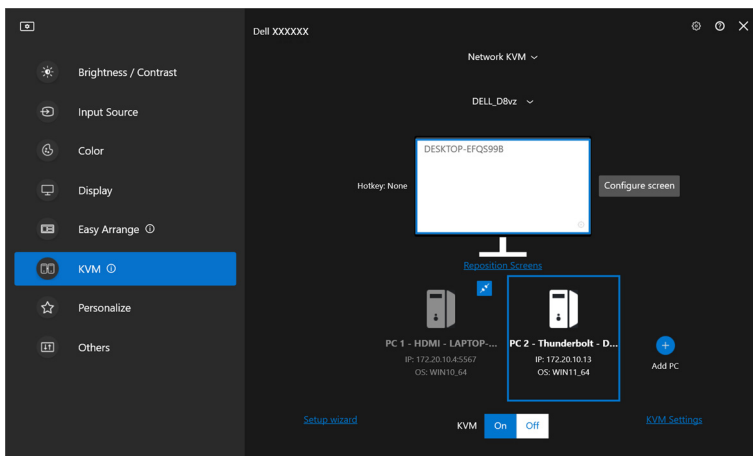 Dell XXXXXX
Brightness / Contrast
Input Source
Color
Display
Easy Arrange
KVM
Personalize
Others
Network KVM
DELL_D8vz
DESKTOP-EFQS99B
Hotkey: None
Configure screen
Reposition Screens
PC 1 - HDMI - LAPTOP-...
IP: 172.20.10.4:5567
OS: WIN10_64
PC 2 - Thunderbolt - D...
IP: 172.20.10.13
OS: WIN11_64
Add PC
Setup wizard
KVM On Off
KVM Settings